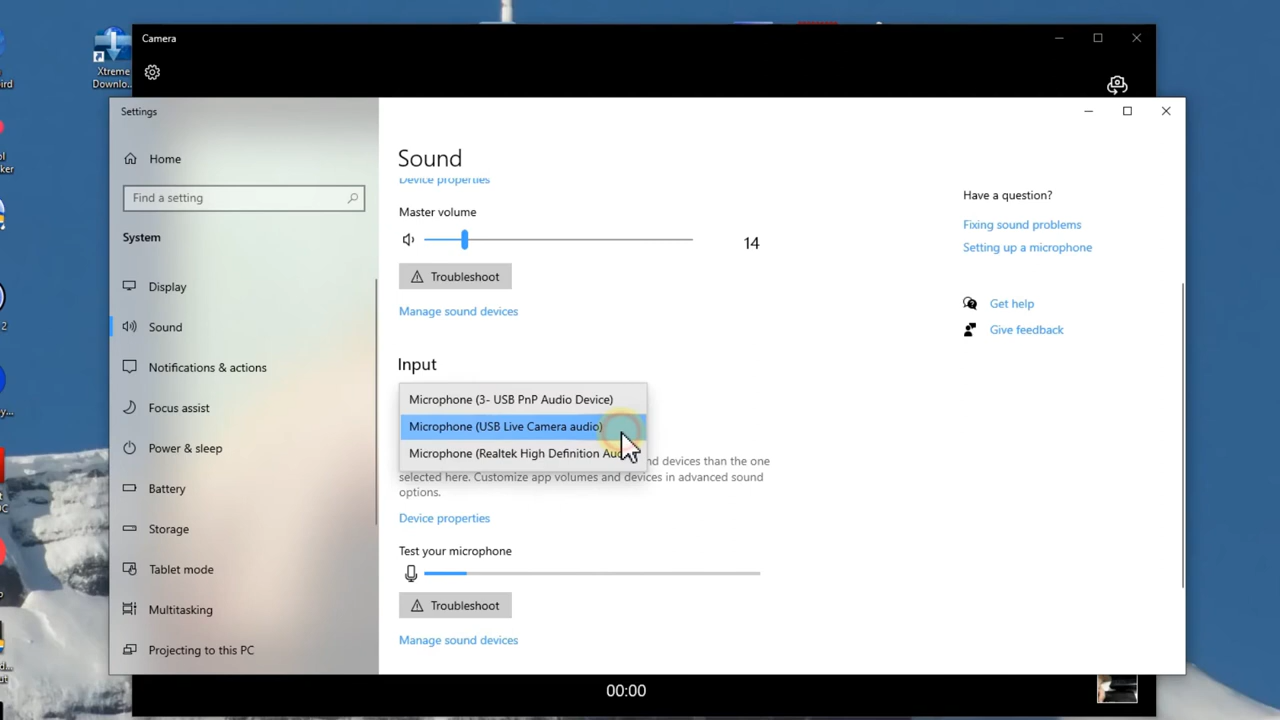 Camera
Xtreme
Downlo...
Settings
Home
Find a setting
System
Display
Sound
Notifications & actions
Focus assist
Power & sleep
Battery
Storage
Tablet mode
Multitasking
Projecting to this PC
Sound
Device properties
Master volume
14
Troubleshoot
Manage sound devices
Input
Microphone (3- USB PnP Audio Device)
Microphone (USB Live Camera audio)
Microphone (Realtek High Definition
devices than the one
selected here. Customize app volumes and devices in advanced sound
options.
Device properties
Test your microphone
Troubleshoot
Manage sound devices
Have a question?
Fixing sound problems
Setting up a microphone
Get help
Give feedback
00:00